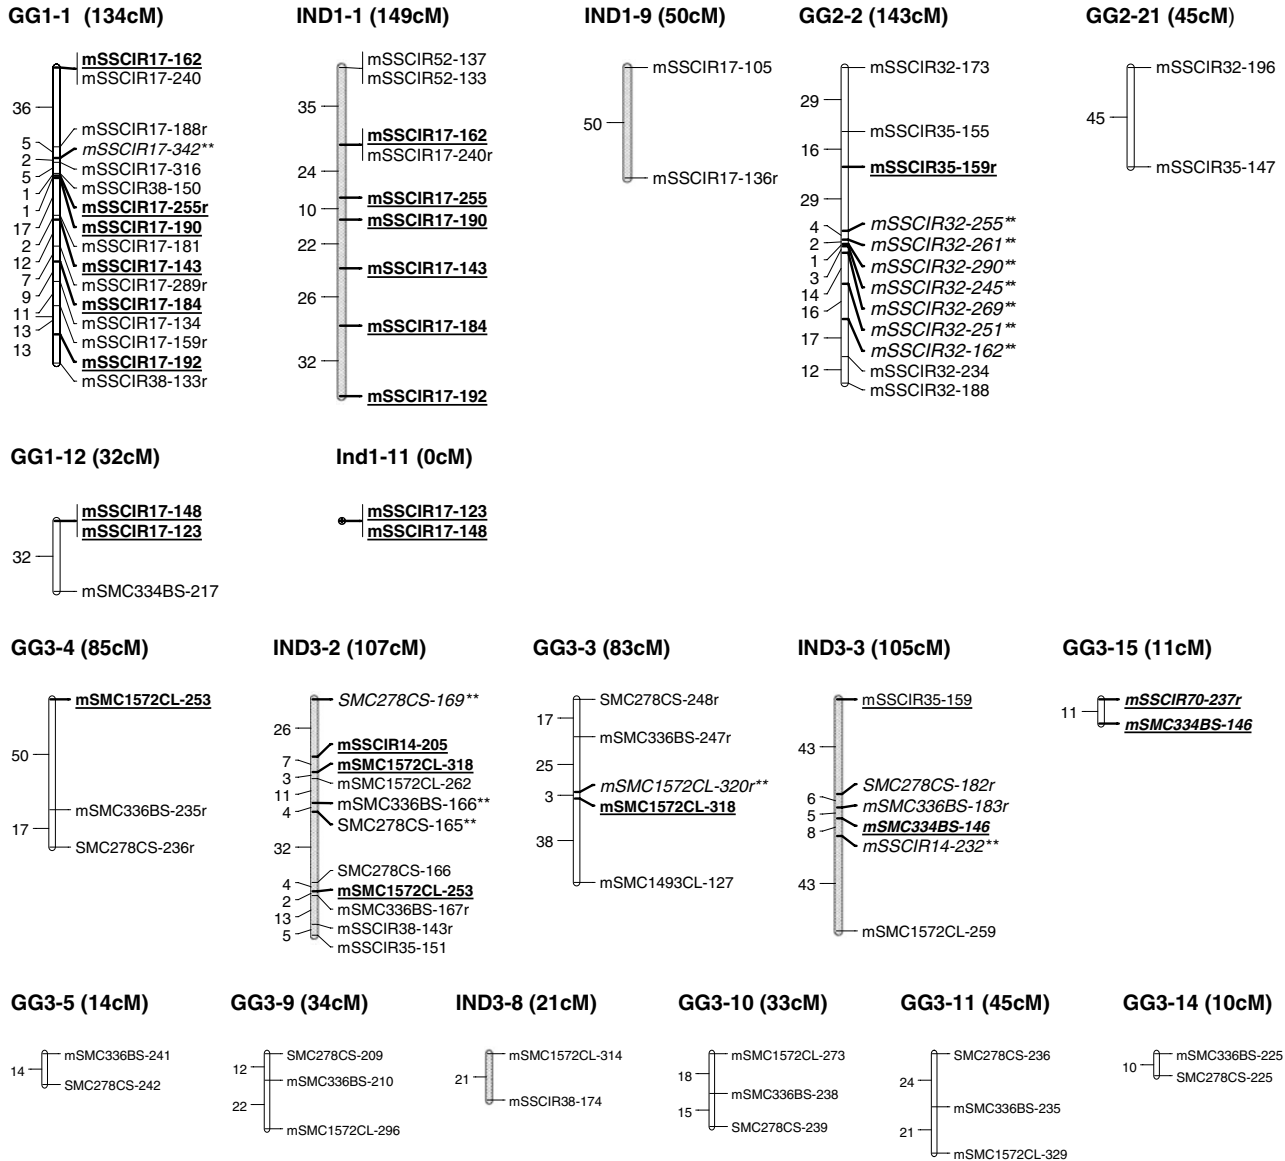 GG1-1 (134cM)
mSSCIR17-162
mSSCIR17-240
36
mSSCIR17-188r
5
mSSCIR17-342**
2
mSSCIR17-316
5
mSSCIR38-150
1
mSSCIR17-255r
1
mSSCIR17-190
17
mSSCIR17-181
2
mSSCIR17-143
12
mSSCIR17-289r
7
mSSCIR17-184
9
mSSCIR17-134
11
mSSCIR17-159r
13
mSSCIR17-192
13
mSSCIR38-133r
IND1-1 (149cM)
mSSCIR52-137
mSSCIR52-133
35
mSSCIR17-162
mSSCIR17-240r
24
mSSCIR17-255
10
mSSCIR17-190
22
mSSCIR17-143
26
mSSCIR17-184
32
mSSCIR17-192
IND1-9 (50cM)
mSSCIR17-105
50
mSSCIR17-136r
GG2-2 (143cM)
mSSCIR32-173
29
mSSCIR35-155
16
mSSCIR35-159r
29
mSSCIR32-255**
4
mSSCIR32-261**
2
mSSCIR32-290**
1
mSSCIR32-245**
3
mSSCIR32-269**
14
mSSCIR32-251**
16
mSSCIR32-162**
17
mSSCIR32-234
12
mSSCIR32-188
GG2-21 (45cM)
mSSCIR32-196
45
mSSCIR35-147
GG1-12 (32cM)
mSSCIR17-148
mSSCIR17-123
32
mSMC334BS-217
Ind1-11 (0cM)
mSSCIR17-123
mSSCIR17-148
GG3-4 (85cM)
mSMC1572CL-253
50
mSMC336BS-235r
17
SMC278CS-236r
IND3-2 (107cM)
SMC278CS-169**
26
mSSCIR14-205
7
mSMC1572CL-318
3
mSMC1572CL-262
11
mSMC336BS-166**
4
SMC278CS-165**
32
SMC278CS-166
4
mSMC1572CL-253
2
mSMC336BS-167r
13
mSSCIR38-143r
5
mSSCIR35-151
GG3-3 (83cM)
SMC278CS-248r
17
mSMC336BS-247r
25
mSMC1572CL-320r**
3
mSMC1572CL-318
38
mSMC1493CL-127
IND3-3 (105cM)
mSSCIR35-159
43
SMC278CS-182r
6
mSMC336BS-183r
5
mSMC334BS-146
8
mSSCIR14-232**
43
mSMC1572CL-259
GG3-15 (11cM)
mSSCIR70-237r
11
mSMC334BS-146
GG3-5 (14cM)
mSMC336BS-241
14
SMC278CS-242
GG3-9 (34cM)
SMC278CS-209
12
mSMC336BS-210
22
mSMC1572CL-296
IND3-8 (21cM)
mSMC1572CL-314
21
mSSCIR38-174
GG3-10 (33cM)
mSMC1572CL-273
18
mSMC336BS-238
15
SMC278CS-239
GG3-11 (45cM)
SMC278CS-236
24
mSMC336BS-235
21
mSMC1572CL-329
GG3-14 (10cM)
mSMC336BS-225
10
SMC278CS-225